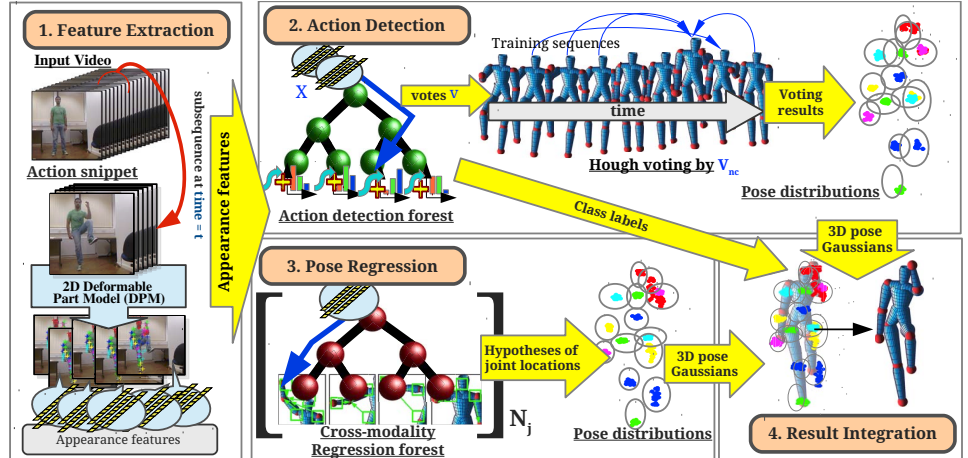 1. Feature Extraction
Input Video
Action snippet
subsequence at time = t
2D Deformable
Part Model (DPM)
Appearance features
Appearance features
2. Action Detection
X
votes V
Action detection forest
Training sequences
time
Hough voting by Vnc
Voting
results
Pose distributions
Class labels
3D pose
Gaussians
3. Pose Regression
Nj
Cross-modality
Regression forest
Hypotheses of
joint locations
Pose distributions
3D pose
Gaussians
4. Result Integration